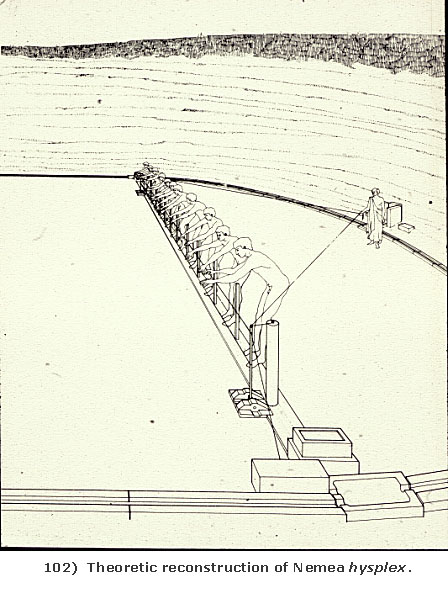 102) Theoretic reconstruction of Nemea hysplex.